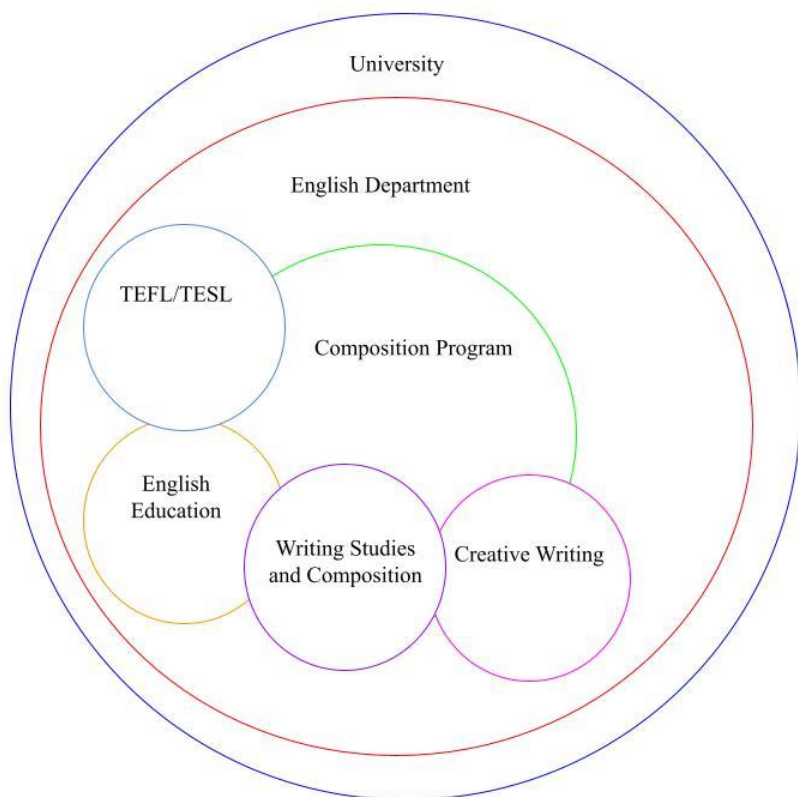 University
English Department
TEFL/TESL
Composition Program
English
Education
Writing Studies
and Composition
Creative Writing